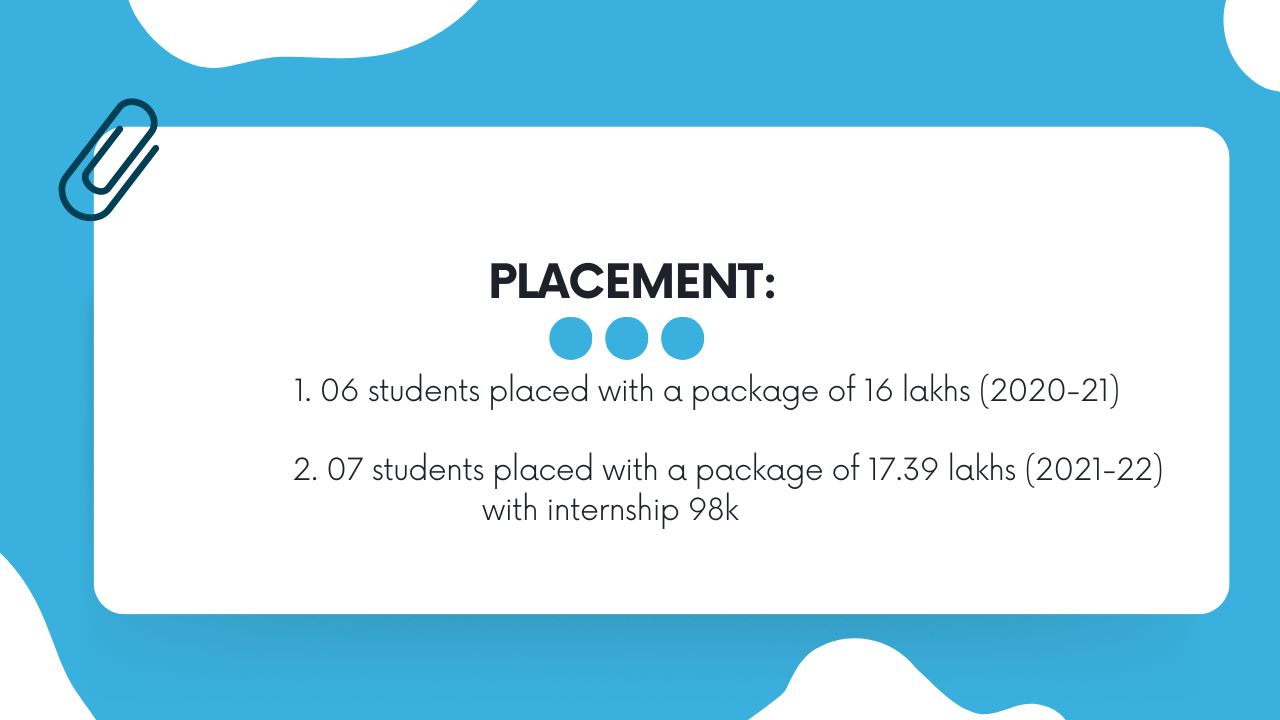 PLACEMENT:
1. 06 students placed with a package of 16 lakhs (2020-21)
2. 07 students placed with a package of 17.39 lakhs (2021-22)
with internship 98k